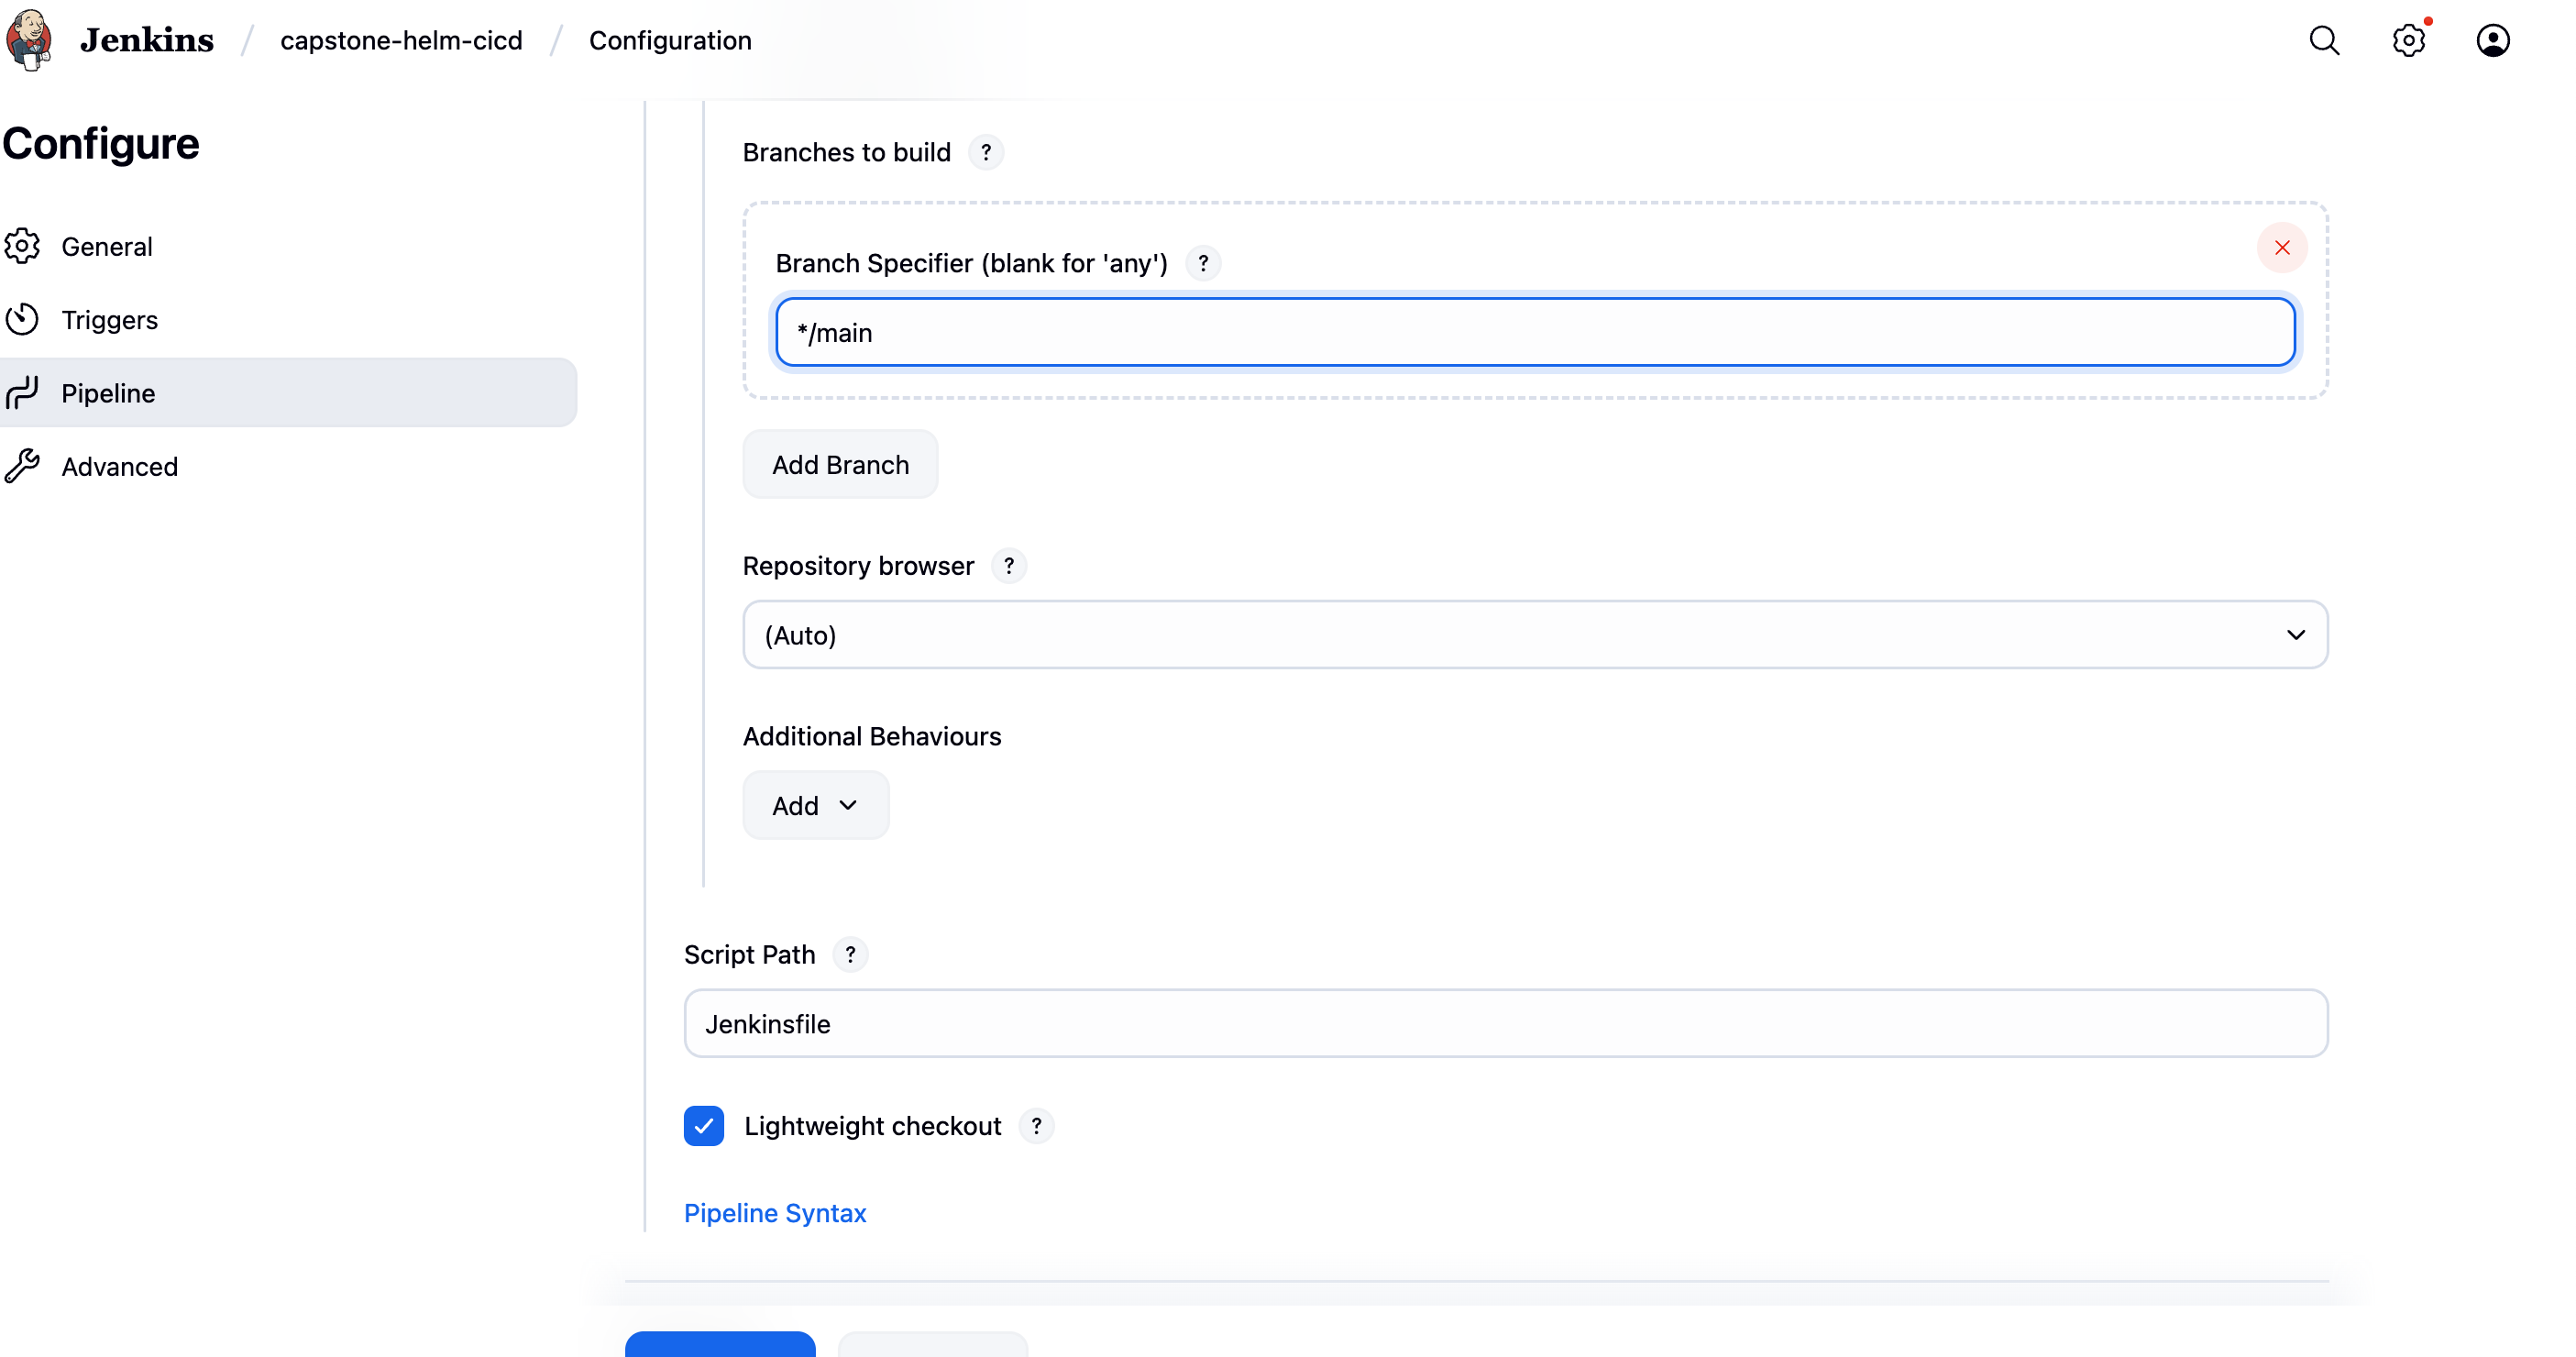 Jenkins / capstone-helm-cicd / Configuration
Configure
General
Triggers
Pipeline
Advanced
Branches to build ?
Branch Specifier (blank for 'any') ?
*/main
Add Branch
Repository browser ?
(Auto)
Additional Behaviours
Add
Script Path ?
Jenkinsfile
Lightweight checkout ?
Pipeline Syntax